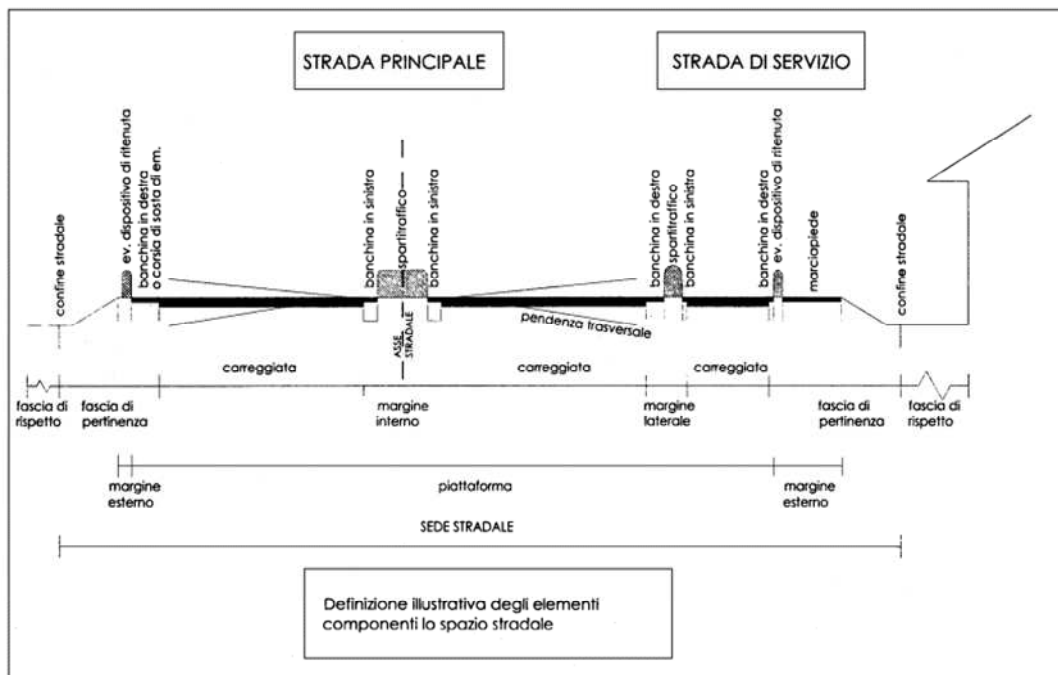 STRADA PRINCIPALE
STRADA DI SERVIZIO
confine stradale
ev. dispositivo di ritenuta
banchina in destra
o corsia di sosta di em.
banchina in sinistra
spartitraffico
banchina in sinistra
banchina in destra
spartitraffico
banchina in sinistra
banchina in destra
ev. dispositivo di ritenuta
marciapiede
confine stradale
pendenza trasversale
ASSE
STRADALE
carreggiata
carreggiata
carreggiata
fascia di
rispetto
fascia di
pertinenza
margine
interno
margine
laterale
fascia di
pertinenza
fascia di
rispetto
margine
esterno
piattaforma
margine
esterno
SEDE STRADALE
Definizione illustrativa degli elementi
componenti lo spazio stradale